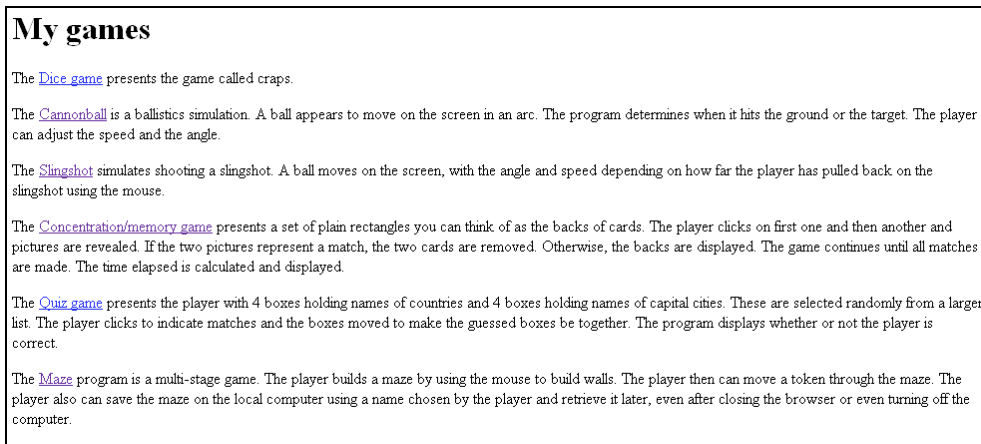 My games
The Dice game presents the game called craps.
The Cannonball is a ballistics simulation. A ball appears to move on the screen in an arc. The program determines when it hits the ground or the target. The player
can adjust the speed and the angle.
The Slingshot simulates shooting a slingshot. A ball moves on the screen, with the angle and speed depending on how far the player has pulled back on the
slingshot using the mouse.
The Concentration/memory game presents a set of plain rectangles you can think of as the backs of cards. The player clicks on first one and then another and
pictures are revealed. If the two pictures represent a match, the two cards are removed. Otherwise, the backs are displayed. The game continues until all matches
are made. The time elapsed is calculated and displayed.
The Quiz game presents the player with 4 boxes holding names of countries and 4 boxes holding names of capital cities. These are selected randomly from a larger
list. The player clicks to indicate matches and the boxes moved to make the guessed boxes be together. The program displays whether or not the player is
correct.
The Maze program is a multi-stage game. The player builds a maze by using the mouse to build walls. The player then can move a token through the maze. The
player also can save the maze on the local computer using a name chosen by the player and retrieve it later, even after closing the browser or even turning off the
computer.